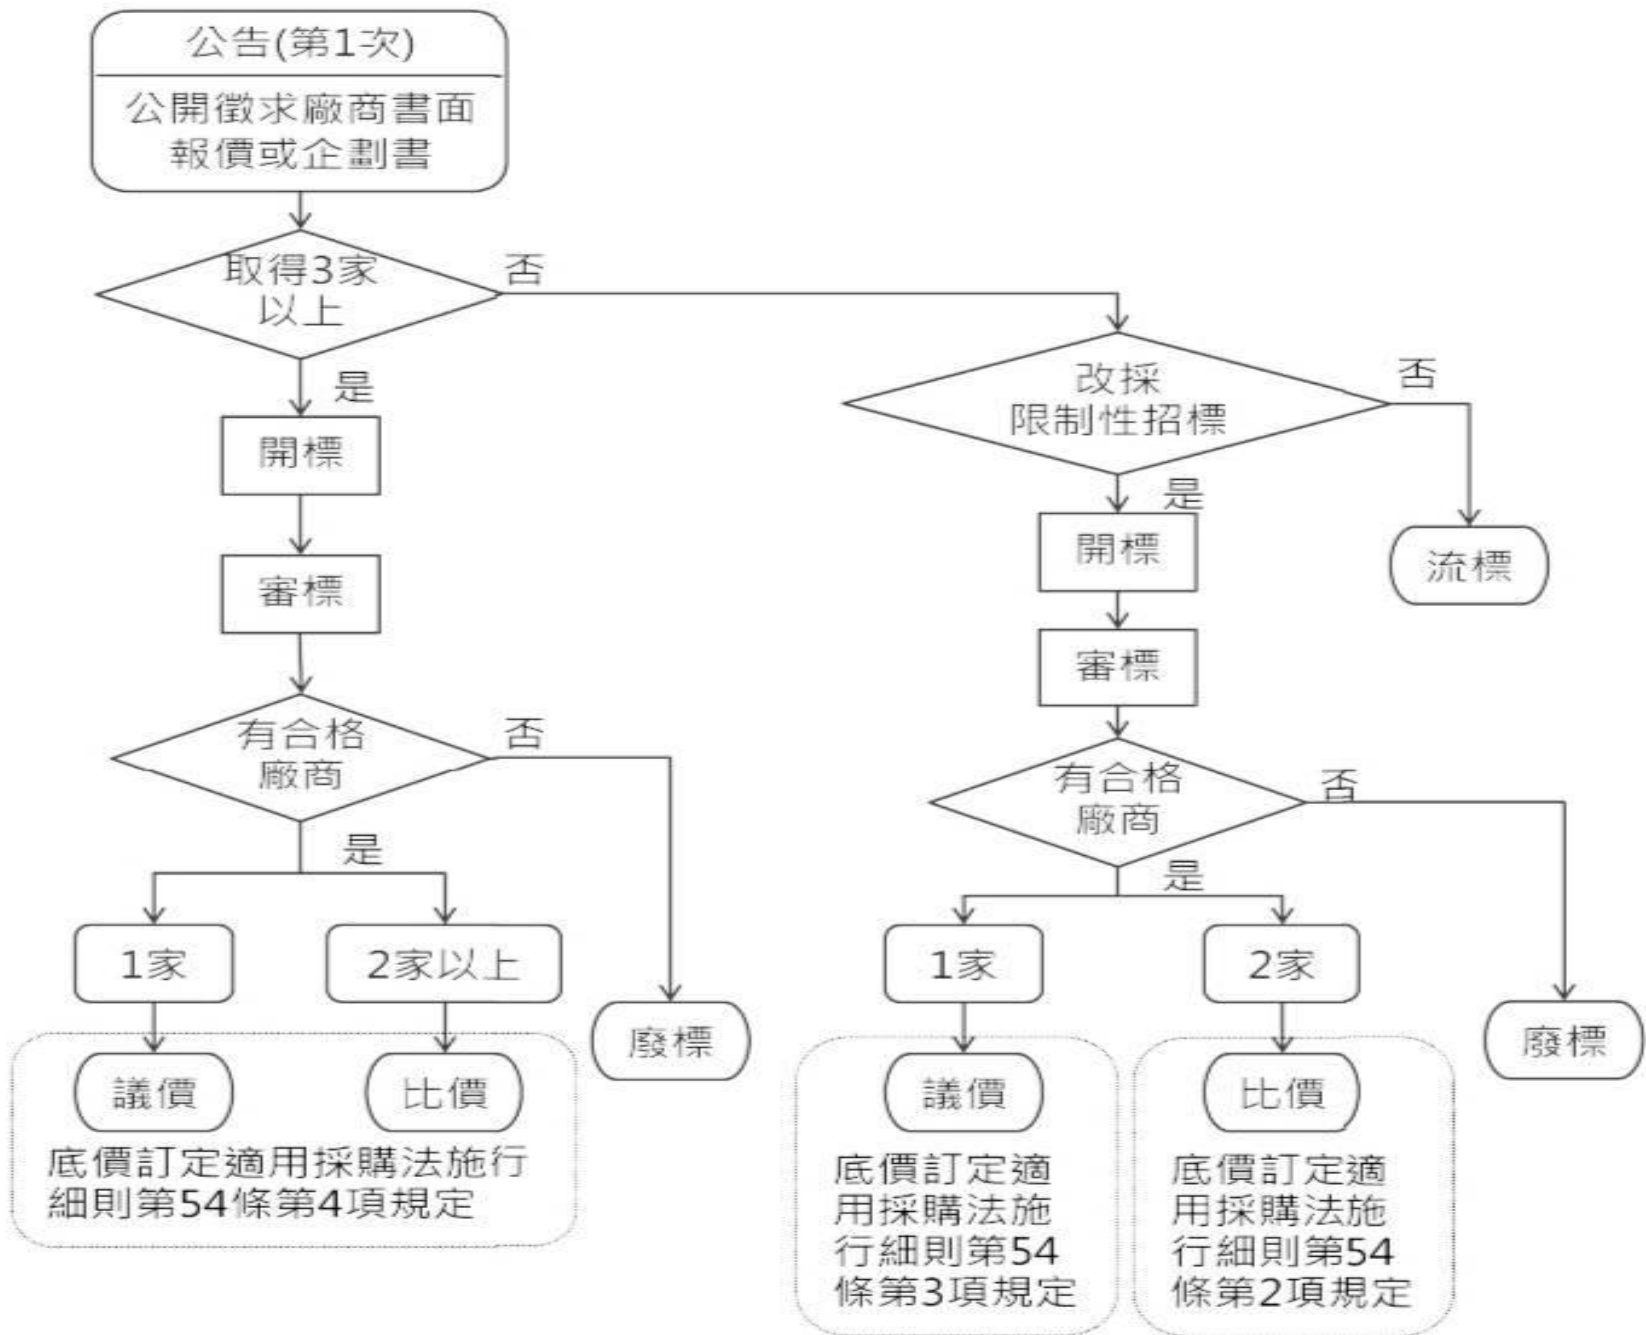 公告(第1次)
公開徵求廠商書面
報價或企劃書
取得3家
以上
否
是
開標
審標
有合格
廠商
否
是
1家
2家以上
廢標
議價
比價
底價訂定適用採購法施行
細則第54條第4項規定
改採
限制性招標
否
是
流標
開標
審標
有合格
廠商
否
是
1家
2家
廢標
議價
底價訂定適
用採購法施
行細則第54
條第3項規定
比價
底價訂定適
用採購法施
行細則第54
條第2項規定